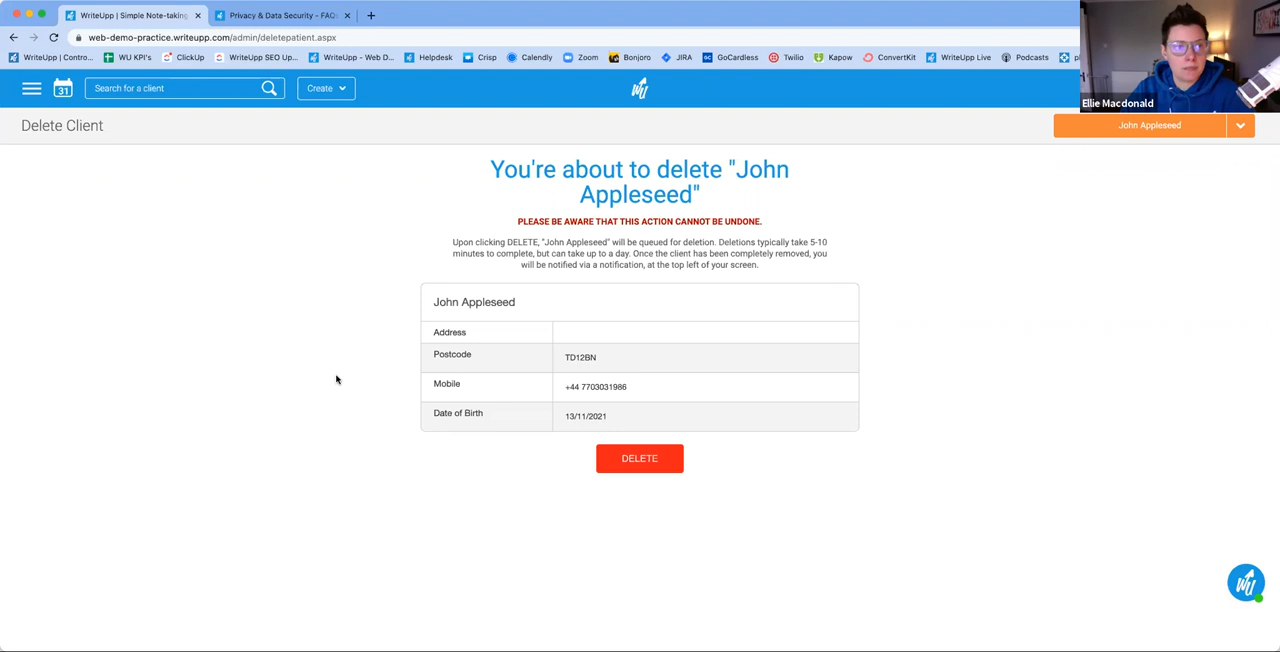 WriteUpp | Simple Note-taking
Privacy & Data Security - FAQ
web-demo-practice.writeupp.com/admin/deletepatient.aspx
WriteUpp | Contro... WU KPI's ClickUp WriteUpp SEO Up... WriteUpp - Web D... Helpdesk Crisp Calendly Zoom Bonjoro JIRA GoCardless Twilio Kapow ConvertKit WriteUpp Live Podcasts
31 Search for a client Create
Ellie Macdonald
Delete Client
John Appleseed
You're about to delete "John
Appleseed"
PLEASE BE AWARE THAT THIS ACTION CANNOT BE UNDONE.
Upon clicking DELETE, "John Appleseed" will be queued for deletion. Deletions typically take 5-10
minutes to complete, but can take up to a day. Once the client has been completely removed, you
will be notified via a notification, at the top left of your screen.
John Appleseed
Address
Postcode TD12BN
Mobile +44 7703031986
Date of Birth 13/11/2021
DELETE